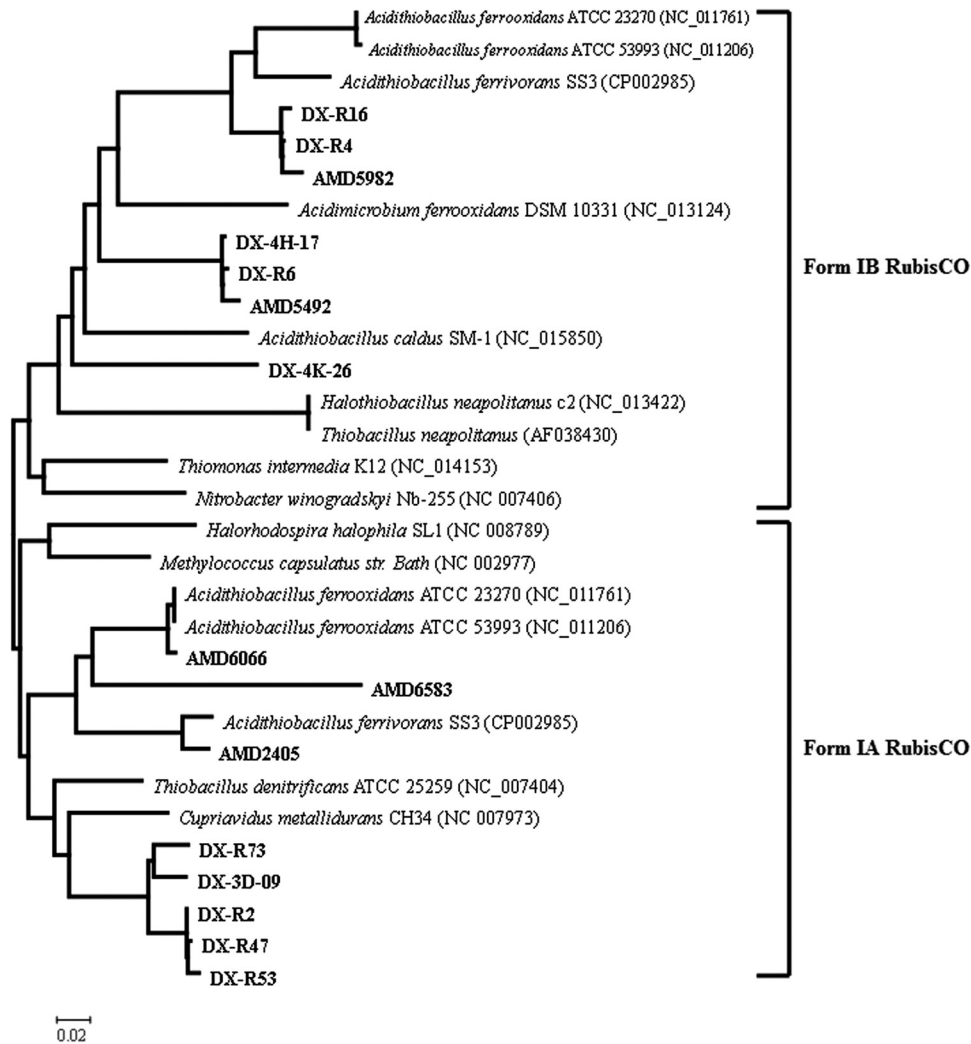 Acidithiobacillus ferrooxidans ATCC 23270 (NC_011761)
Acidithiobacillus ferrooxidans ATCC 53993 (NC_011206)
Acidithiobacillus ferrivorans SS3 (CP002985)
DX-R16
DX-R4
AMD5982
Acidimicrobium ferrooxidans DSM 10331 (NC_013124)
DX-4H-17
DX-R6
AMD5492
Acidithiobacillus caldus SM-1 (NC_015850)
DX-4K-26
Halothiobacillus neapolitanus c2 (NC_013422)
Thiobacillus neapolitanus (AF038430)
Thiomonas intermedia K12 (NC_014153)
Nitrobacter winogradskyi Nb-255 (NC 007406)
Form IB RubisCO
Halorhodospira halophila SL1 (NC 008789)
Methylococcus capsulatus str. Bath (NC 002977)
Acidithiobacillus ferrooxidans ATCC 23270 (NC_011761)
Acidithiobacillus ferrooxidans ATCC 53993 (NC_011206)
AMD6066
AMD6583
Acidithiobacillus ferrivorans SS3 (CP002985)
AMD2405
Thiobacillus denitrificans ATCC 25259 (NC_007404)
Cupriavidus metallidurans CH34 (NC 007973)
DX-R73
DX-3D-09
DX-R2
DX-R47
DX-R53
Form IA RubisCO
0.02